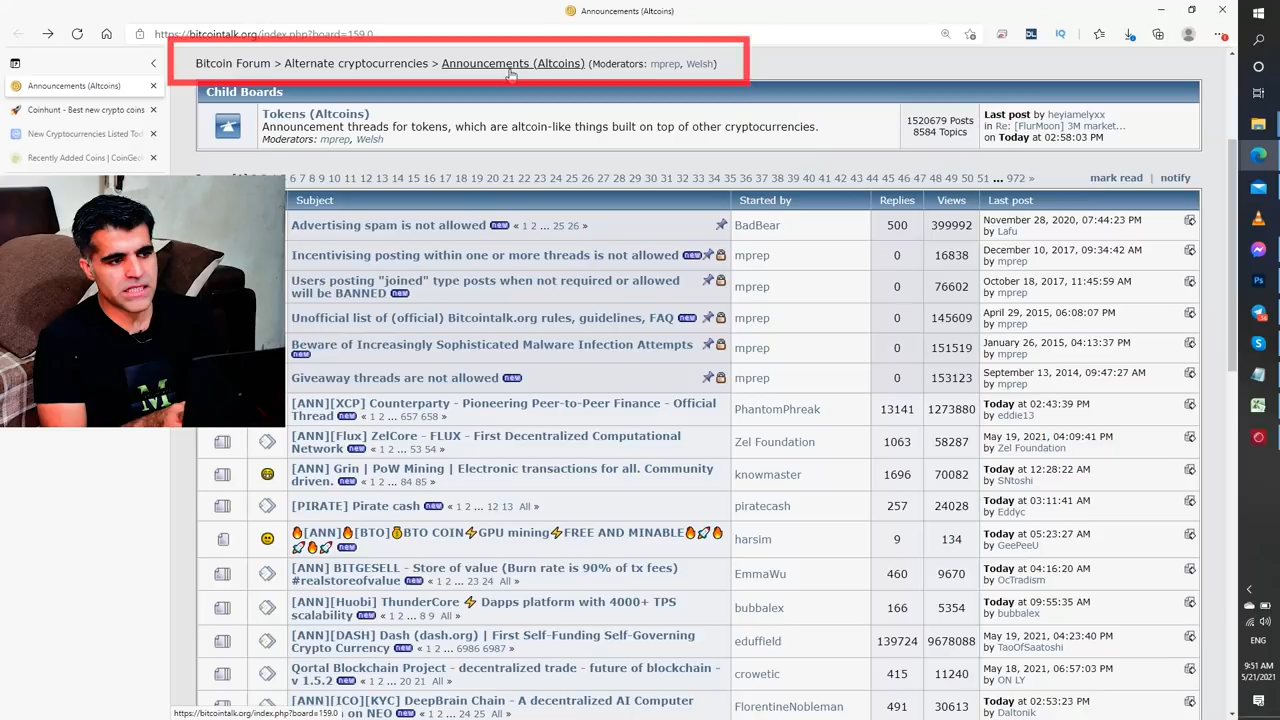 Announcements (Altcoins)
https://bitcointalk.org/index.php?board=159.0
Bitcoin Forum > Alternate cryptocurrencies > Announcements (Altcoins) (Moderators: mprep, Welsh)
Announcements (Altcoins)
Coinhunt - Best new crypto coins
New Cryptocurrencies Listed Tod
Recently Added Coins | CoinGec
Child Boards
Tokens (Altcoins)
Announcement threads for tokens, which are altcoin-like things built on top of other cryptocurrencies.
Moderators: mprep, Welsh
1520679 Posts
8584 Topics
Last post by heyiamelyxx
in Re: [FlurMoon] 3M market...
on Today at 02:58:03 PM
6 7 8 9 10 11 12 13 14 15 16 17 18 19 20 21 22 23 24 25 26 27 28 29 30 31 32 33 34 35 36 37 38 39 40 41 42 43 44 45 46 47 48 49 50 51 ... 972 »
mark read | notify
Subject Started by Replies Views Last post
Advertising spam is not allowed new « 1 2 ... 25 26 » BadBear 500 399992 November 28, 2020, 07:44:23 PM
by Lafu
Incentivising posting within one or more threads is not allowed new mprep 0 16838 December 10, 2017, 09:34:42 AM
by mprep
Users posting "joined" type posts when not required or allowed
will be BANNED new mprep 0 76602 October 18, 2017, 11:45:59 AM
by mprep
Unofficial list of (official) Bitcointalk.org rules, guidelines, FAQ new mprep 0 145609 April 29, 2015, 06:08:07 PM
by mprep
Beware of Increasingly Sophisticated Malware Infection Attempts
new mprep 0 151519 January 26, 2015, 04:13:37 PM
by mprep
Giveaway threads are not allowed new mprep 0 153123 September 13, 2014, 09:47:27 AM
by mprep
[ANN][XCP] Counterparty - Pioneering Peer-to-Peer Finance - Official
Thread new « 1 2 ... 657 658 » PhantomPhreak 13141 1273880 Today at 02:43:39 PM
by eddie13
[ANN][Flux] ZelCore - FLUX - First Decentralized Computational
Network new « 1 2 ... 53 54 » Zel Foundation 1063 58287 May 19, 2021, 04:09:41 PM
by Zel Foundation
[ANN] Grin | PoW Mining | Electronic transactions for all. Community
driven. new « 1 2 ... 84 85 » knowmaster 1696 70082 Today at 12:28:22 AM
by SNtoshi
[PIRATE] Pirate cash new « 1 2 ... 12 13 All » piratecash 257 24028 Today at 03:11:41 AM
by Eddyc
🔥[ANN]🔥[BTO]💰BTO COIN⚡GPU mining⚡FREE AND MINABLE🔥🚀🔥
🚀🔥🚀 new harsim 9 134 Today at 05:23:27 AM
by GeePeeU
[ANN] BITGESELL - Store of value (Burn rate is 90% of tx fees)
#realstoreofvalue new « 1 2 ... 23 24 All » EmmaWu 460 9670 Today at 04:16:20 AM
by OcTradism
[ANN][Huobi] ThunderCore ⚡ Dapps platform with 4000+ TPS
scalability new « 1 2 ... 8 9 All » bubbalex 166 5354 Today at 09:55:35 AM
by bubbalex
[ANN][DASH] Dash (dash.org) | First Self-Funding Self-Governing
Crypto Currency new « 1 2 ... 6986 6987 » eduffield 139724 9678088 May 19, 2021, 04:23:40 PM
by TaoOfSaatoshi
Qortal Blockchain Project - decentralized trade - future of blockchain -
v 1.5.2 new « 1 2 ... 20 21 All » crowetic 415 11240 May 18, 2021, 06:57:03 PM
by ON LY
[ANN][ICO][KYC] DeepBrain Chain - A decentralized AI Computer
on NEO new « 1 2 ... 24 25 All » FlorentineNobleman 491 30613 Today at 02:53:53 PM
by Daltonik
https://bitcointalk.org/index.php?board=159.0
ENG
9:51 AM
5/21/2021
M